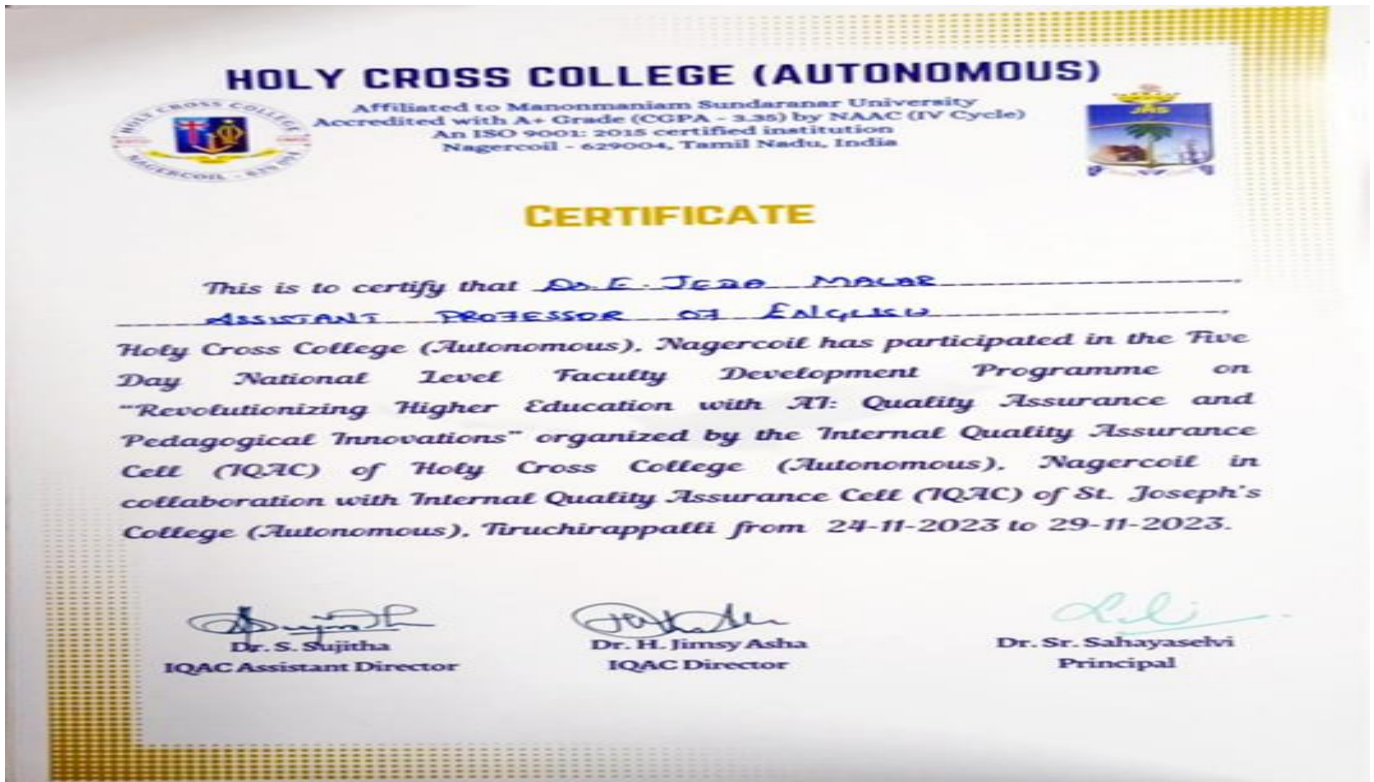 HOLY CROSS COLLEGE (AUTONOMOUS)
Affiliated to Manonmaniam Sundaranar University
Accredited with A+ Grade (CGPA - 3.35) by NAAC (IV Cycle)
An ISO 9001: 2015 certified institution
Nagercoil - 629004, Tamil Nadu, India
HOLY CROSS COLLEGE
NAGERCOIL - 629 004
CERTIFICATE
This is to certify that Dr. E. JEBA MALAR
ASSISTANT PROFESSOR OF ENGLISH
Holy Cross College (Autonomous), Nagercoil has participated in the Five
Day National Level Faculty Development Programme on
"Revolutionizing Higher Education with AI: Quality Assurance and
Pedagogical Innovations" organized by the Internal Quality Assurance
Cell (IQAC) of Holy Cross College (Autonomous), Nagercoil in
collaboration with Internal Quality Assurance Cell (IQAC) of St. Joseph's
College (Autonomous), Tiruchirappalli from 24-11-2023 to 29-11-2023.
Dr. S. Sujitha
IQAC Assistant Director
Dr. H. Jimsy Asha
IQAC Director
Dr. Sr. Sahayaselvi
Principal